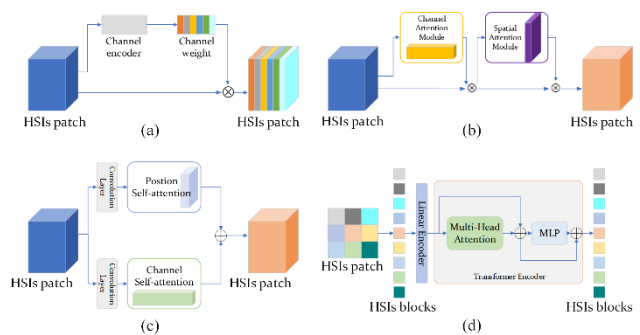 Channel
encoder
Channel
weight
HSIs patch
HSIs patch
(a)
Channel
Attention
Module
Spatial
Attention
Module
HSIs patch
HSIs patch
(b)
Convolution
Layer
Postion
Self-attention
HSIs patch
HSIs patch
Convolution
Layer
Channel
Self-attention
(c)
HSIs patch
Linear Encoder
Multi-Head
Attention
MLP
Transformer Encoder
HSIs blocks
HSIs blocks
(d)